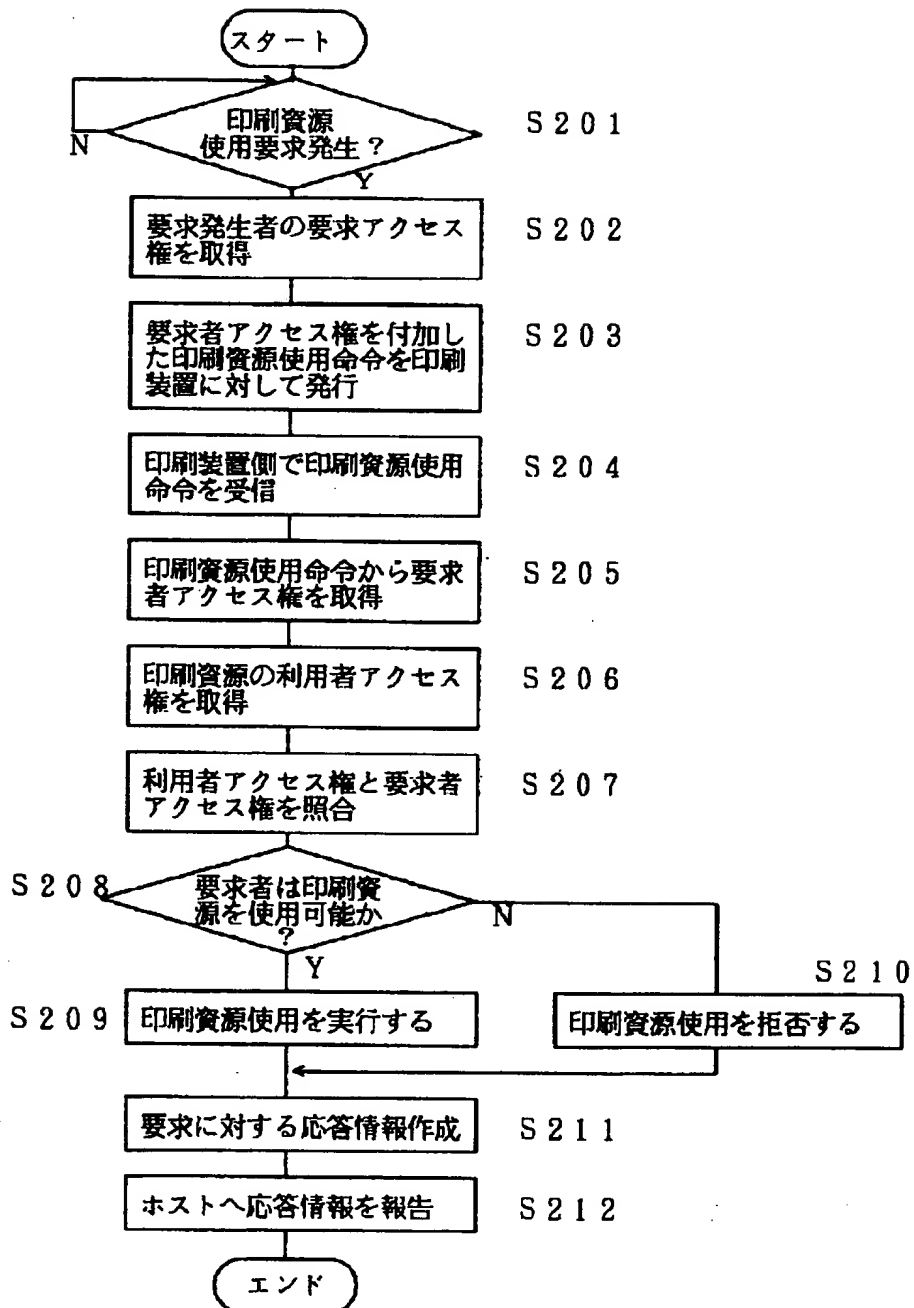 スタート
印刷資源
使用要求発生?
S201
N
Y
要求発生者の要求アクセス
権を取得
S202
要求者アクセス権を付加し
た印刷資源使用命令を印刷
装置に対して発行
S203
印刷装置側で印刷資源使用
命令を受信
S204
印刷資源使用命令から要求
者アクセス権を取得
S205
印刷資源の利用者アクセス
権を取得
S206
利用者アクセス権と要求者
アクセス権を照合
S207
S208
要求者は印刷資
源を使用可能か
?
N
Y
S210
S209
印刷資源使用を実行する
印刷資源使用を拒否する
要求に対する応答情報作成
S211
ホストへ応答情報を報告
S212
エンド